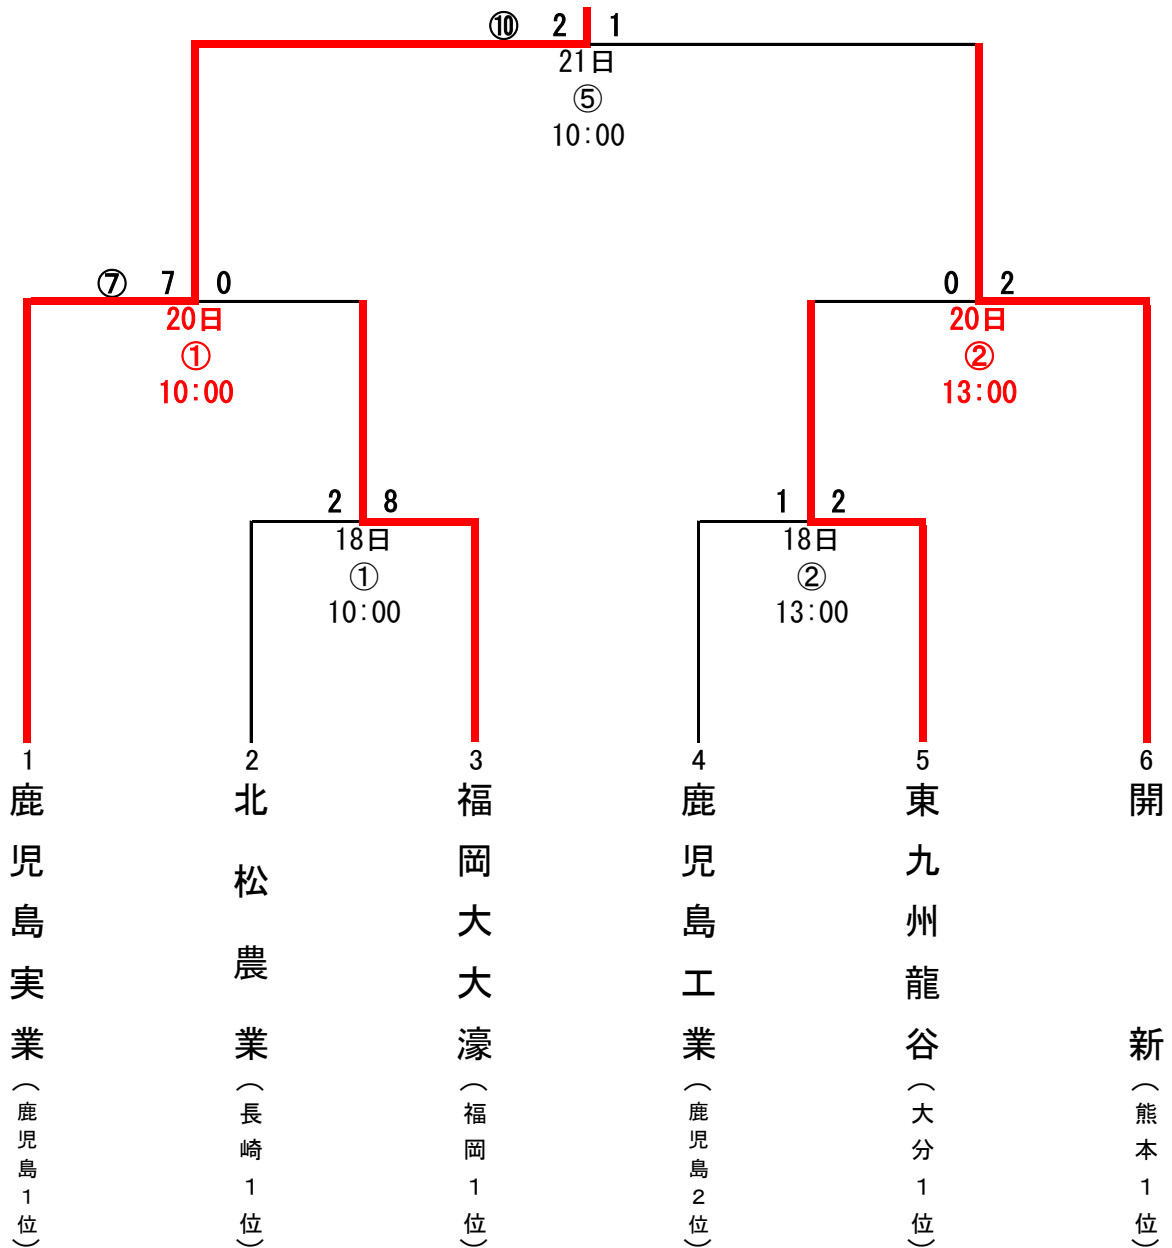 ⑩ 2 1
21日
⑤
10:00
⑦ 7 0
20日
①
10:00
0 2
20日
②
13:00
2 8
18日
①
10:00
1 2
18日
②
13:00
1
鹿児島実業(鹿児島1位)
2
北松農業(長崎1位)
3
福岡大大濠(福岡1位)
4
鹿児島工業(鹿児島2位)
5
東九州龍谷(大分1位)
6
開新(熊本1位)